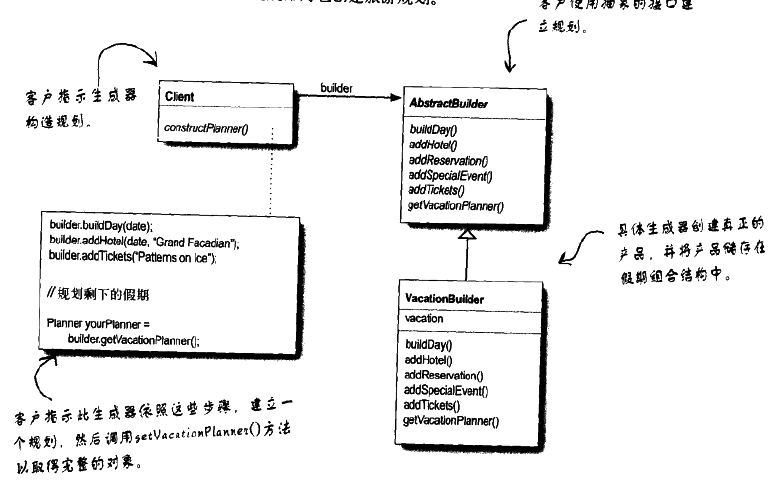 创建旅游规划。
客户使用抽象的接口建
立规划。
客户指示生成器
构造规划。
Client
constructPlanner()
builder
AbstractBuilder
buildDay()
addHotel()
addReservation()
addSpecialEvent()
addTickets()
getVacationPlanner()
builder.buildDay(date);
builder.addHotel(date, "Grand Facadian");
builder.addTickets("Patterns on Ice");
//规划剩下的假期
Planner yourPlanner =
builder.getVacationPlanner();
具体生成器创建真正的
产品，并将产品储存在
假期组合结构中。
VacationBuilder
vacation
buildDay()
addHotel()
addReservation()
addSpecialEvent()
addTickets()
getVacationPlanner()
客户指示此生成器依照这些步骤，建立一
个规划，然后调用getVacationPlanner()方法
以取得完整的对象。